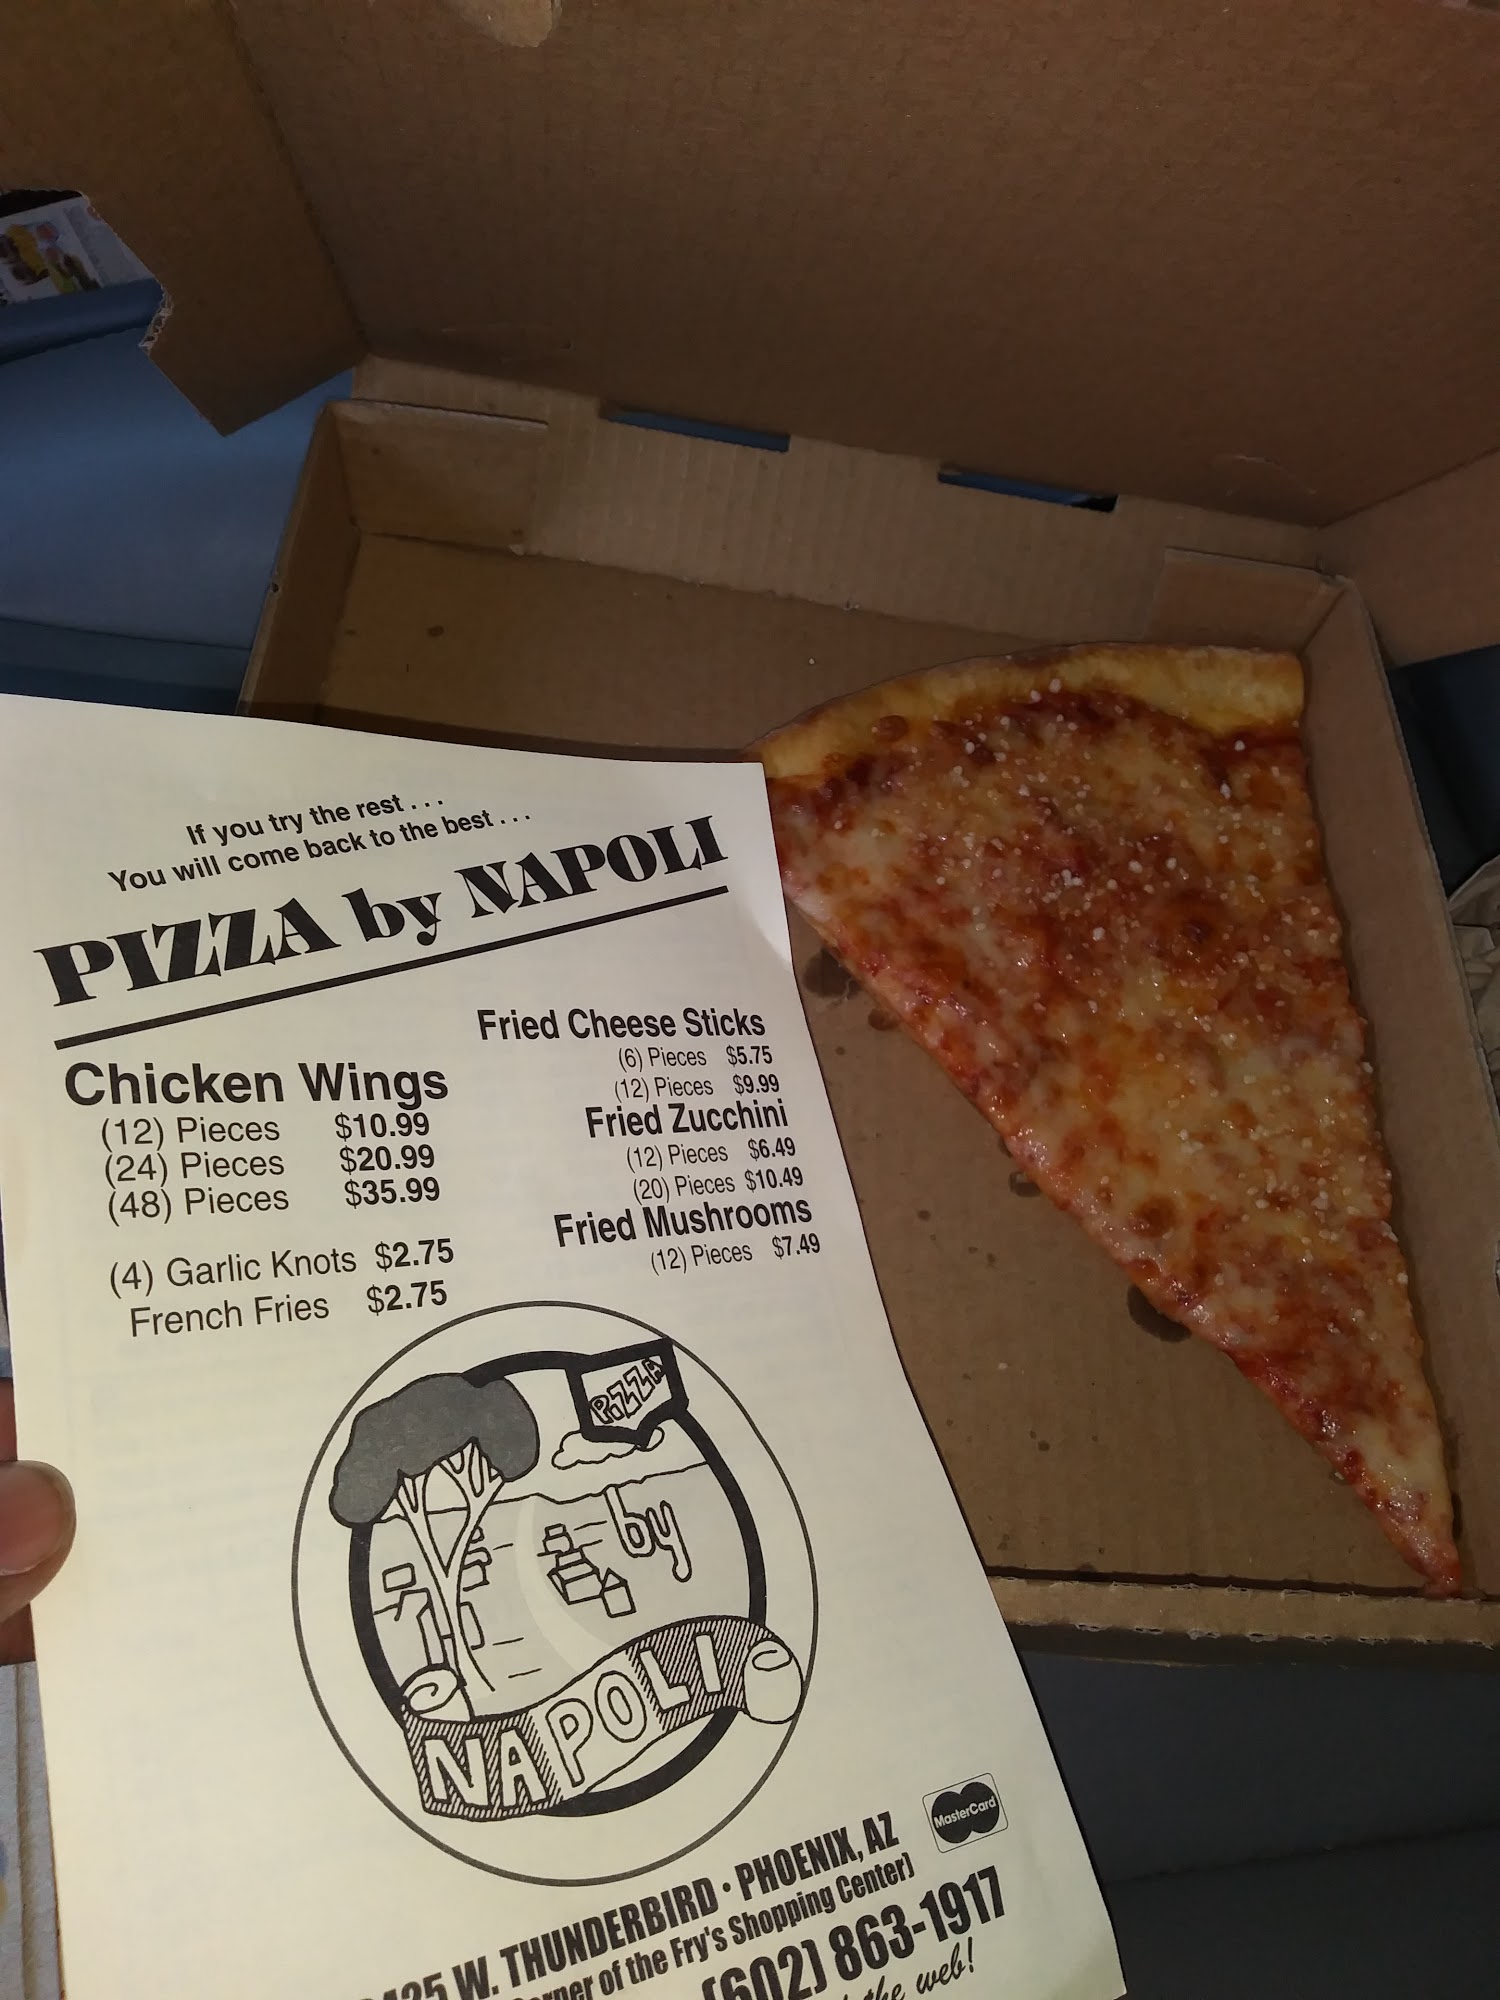 If you try the rest . . .
You will come back to the best . . .
PIZZA by NAPOLI
Chicken Wings
(12) Pieces $10.99
(24) Pieces $20.99
(48) Pieces $35.99
(4) Garlic Knots $2.75
French Fries $2.75
Fried Cheese Sticks
(6) Pieces $5.75
(12) Pieces $9.99
Fried Zucchini
(12) Pieces $6.49
(20) Pieces $10.49
Fried Mushrooms
(12) Pieces $7.49
PIZZA
by
NAPOLI
MasterCard
W. THUNDERBIRD • PHOENIX, AZ
of the Fry's Shopping Center)
(602) 863-1917
the web!